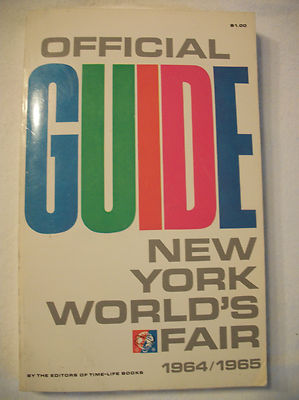 $1.00
OFFICIAL
GUIDE
NEW
YORK
WORLD'S
FAIR
1964/1965
BY THE EDITORS OF TIME-LIFE BOOKS